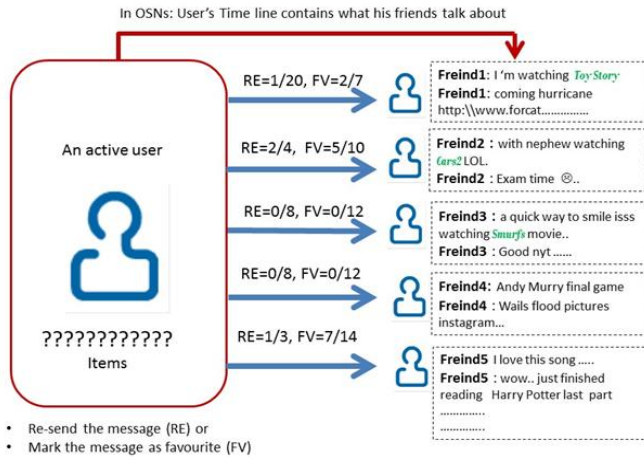 In OSNs: User's Time line contains what his friends talk about
An active user
????????????
Items
RE=1/20, FV=2/7
RE=2/4, FV=5/10
RE=0/8, FV=0/12
RE=0/8, FV=0/12
RE=1/3, FV=7/14
Freind1: I 'm watching Toy Story
Freind1: coming hurricane
http:\\www.forcat……………
Freind2 : with nephew watching
Cars2 LOL.
Freind2 : Exam time ☹..
Freind3 : a quick way to smile isss
watching Smurfs movie..
Freind3 : Good nyt ……
Freind4: Andy Murry final game
Freind4 : Wails flood pictures
instagram…
Freind5 I love this song …..
Freind5 : wow.. just finished
reading Harry Potter last part
…………..
…………..
• Re-send the message (RE) or
• Mark the message as favourite (FV)